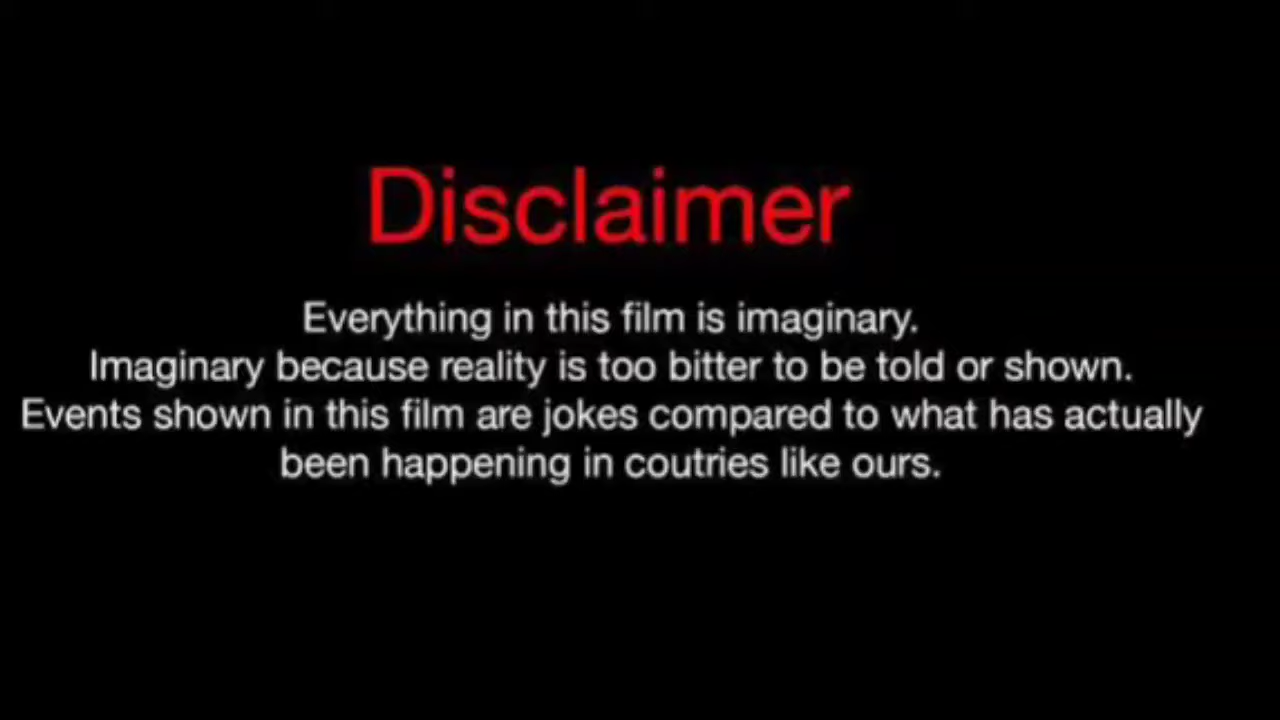 Disclaimer
Everything in this film is imaginary.
Imaginary because reality is too bitter to be told or shown.
Events shown in this film are jokes compared to what has actually
been happening in coutries like ours.